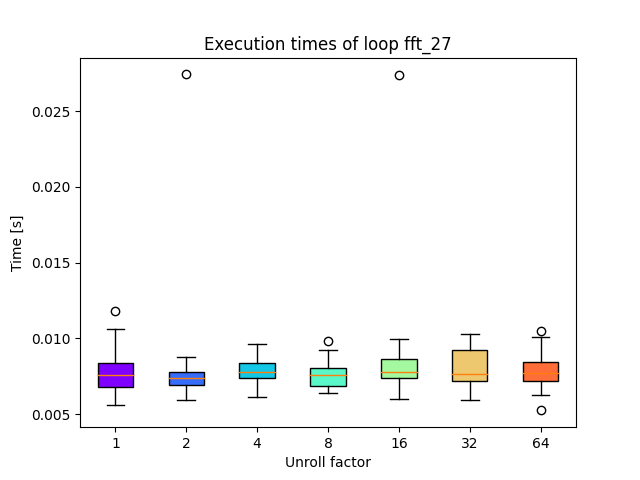 Execution times of loop fft_27
Time [s]
0.025
0.020
0.015
0.010
0.005
1 2 4 8 16 32 64
Unroll factor